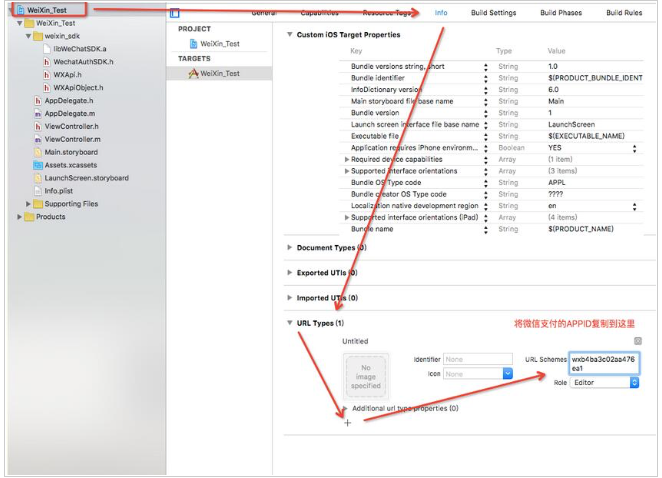 WeiXin_Test
WeiXin_Test
weixin_sdk
libWeChatSDK.a
WechatAuthSDK.h
WXApi.h
WXApiObject.h
AppDelegate.h
AppDelegate.m
ViewController.h
ViewController.m
Main.storyboard
Assets.xcassets
LaunchScreen.storyboard
Info.plist
Supporting Files
Products
General Capabilities Resource Tags Info Build Settings Build Phases Build Rules
PROJECT
WeiXin_Test
TARGETS
WeiXin_Test
Custom iOS Target Properties
Key Type Value
Bundle versions string, short String 1.0
Bundle identifier String $(PRODUCT_BUNDLE_IDENT
InfoDictionary version String 6.0
Main storyboard file base name String Main
Bundle version String 1
Launch screen interface file base name String LaunchScreen
Executable file String $(EXECUTABLE_NAME)
Application requires iPhone environm... Boolean YES
Required device capabilities Array (1 item)
Supported interface orientations Array (3 items)
Bundle OS Type code String APPL
Bundle creator OS Type code String ????
Localization native development region String en
Supported interface orientations (iPad) Array (4 items)
Bundle name String $(PRODUCT_NAME)
Document Types (0)
Exported UTIs (0)
Imported UTIs (0)
URL Types (1)
将微信支付的APPID复制到这里
Untitled
No image specified
Identifier None
URL Schemes wxb4ba3c02aa476
ea1
Icon None
Role Editor
Additional url type properties (0)